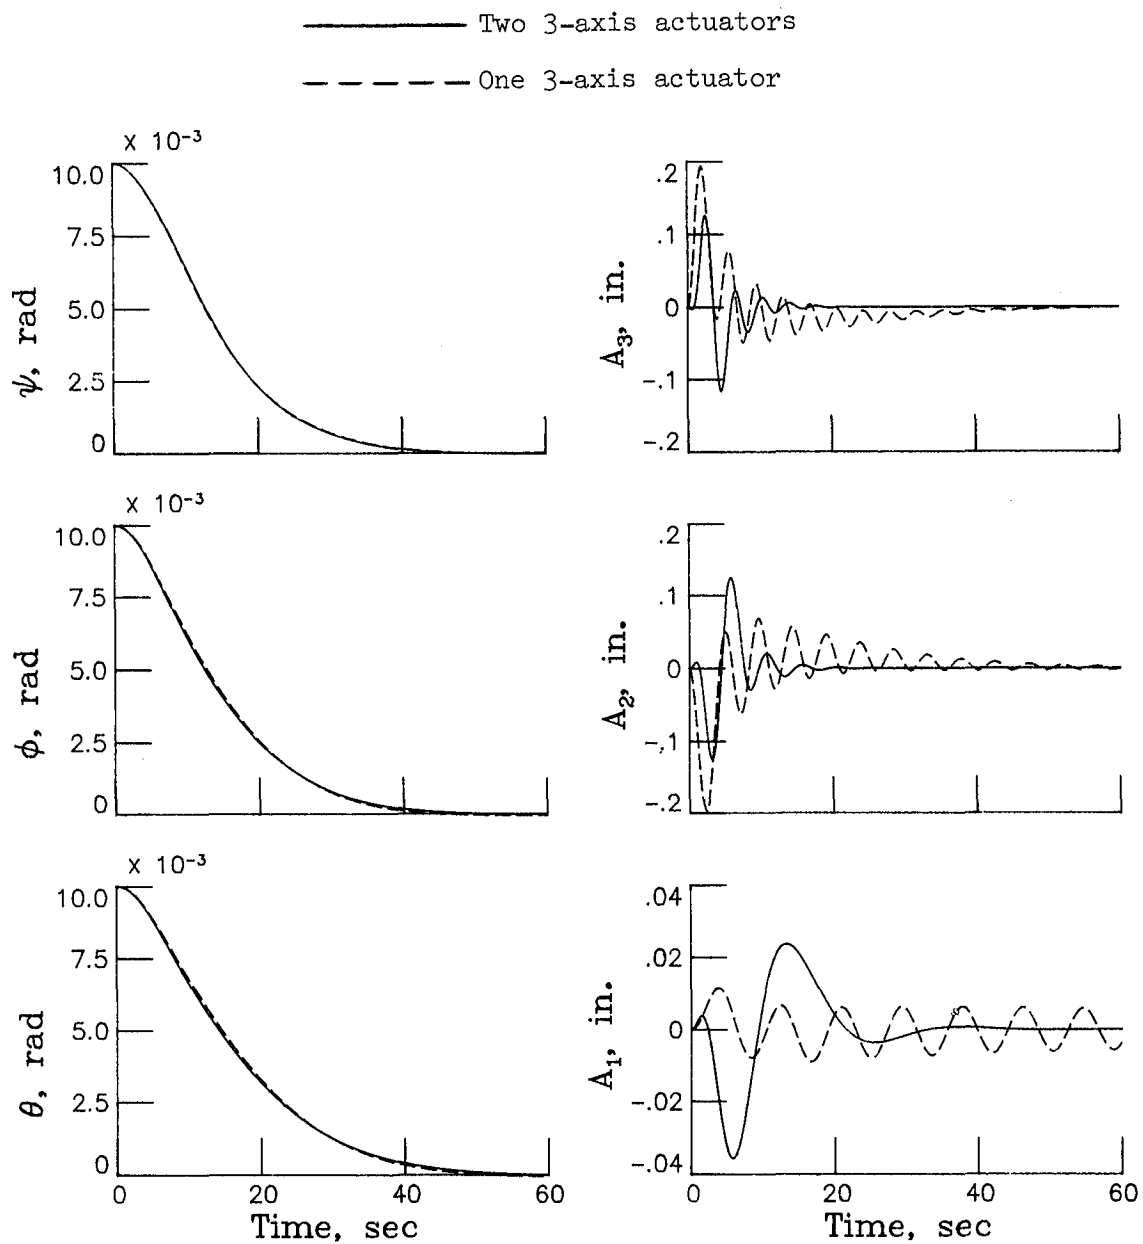 Two 3-axis actuators
One 3-axis actuator
X 10⁻³
10.0
7.5
5.0
2.5
0
ψ, rad
.2
.1
0
-.1
-.2
A₃, in.
X 10⁻³
10.0
7.5
5.0
2.5
0
φ, rad
.2
.1
0
-.1
-.2
A₂, in.
X 10⁻³
10.0
7.5
5.0
2.5
0
θ, rad
0 20 40 60
Time, sec
.04
.02
0
-.02
-.04
A₁, in.
0 20 40 60
Time, sec